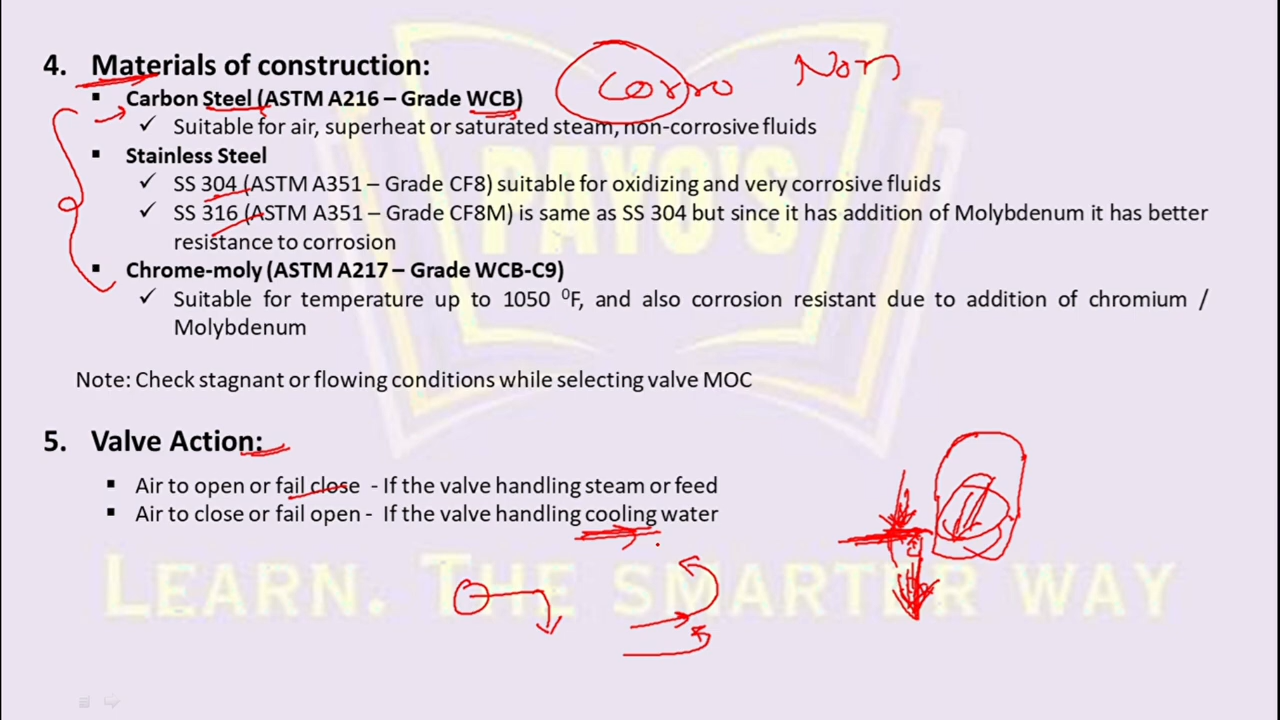 4. Materials of construction:
Corro Non
▪ Carbon Steel (ASTM A216 – Grade WCB)
✓ Suitable for air, superheat or saturated steam, non-corrosive fluids
▪ Stainless Steel
✓ SS 304 (ASTM A351 – Grade CF8) suitable for oxidizing and very corrosive fluids
✓ SS 316 (ASTM A351 – Grade CF8M) is same as SS 304 but since it has addition of Molybdenum it has better
resistance to corrosion
▪ Chrome-moly (ASTM A217 – Grade WCB-C9)
✓ Suitable for temperature up to 1050 ⁰F, and also corrosion resistant due to addition of chromium /
Molybdenum
Note: Check stagnant or flowing conditions while selecting valve MOC
5. Valve Action:
▪ Air to open or fail close - If the valve handling steam or feed
▪ Air to close or fail open - If the valve handling cooling water
PAYO'S
LEARN. THE SMARTER WAY